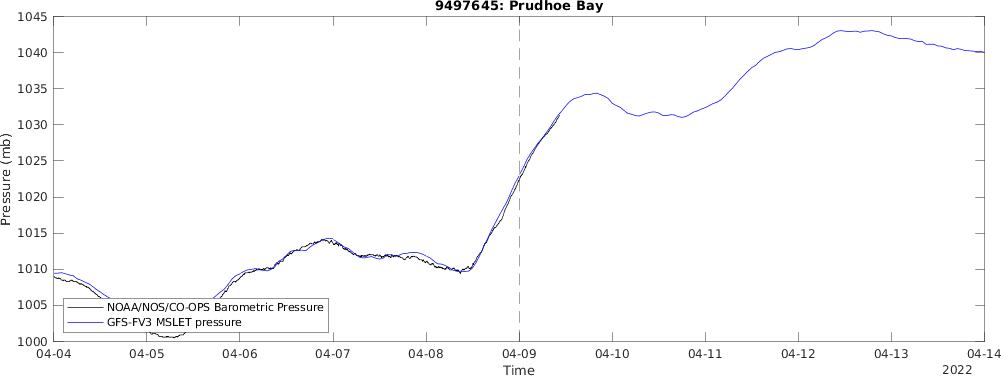 9497645: Prudhoe Bay
1045
1040
1035
1030
1025
1020
1015
1010
1005
1000
Pressure (mb)
NOAA/NOS/CO-OPS Barometric Pressure
GFS-FV3 MSLET pressure
04-04 04-05 04-06 04-07 04-08 04-09 04-10 04-11 04-12 04-13 04-14
Time
2022